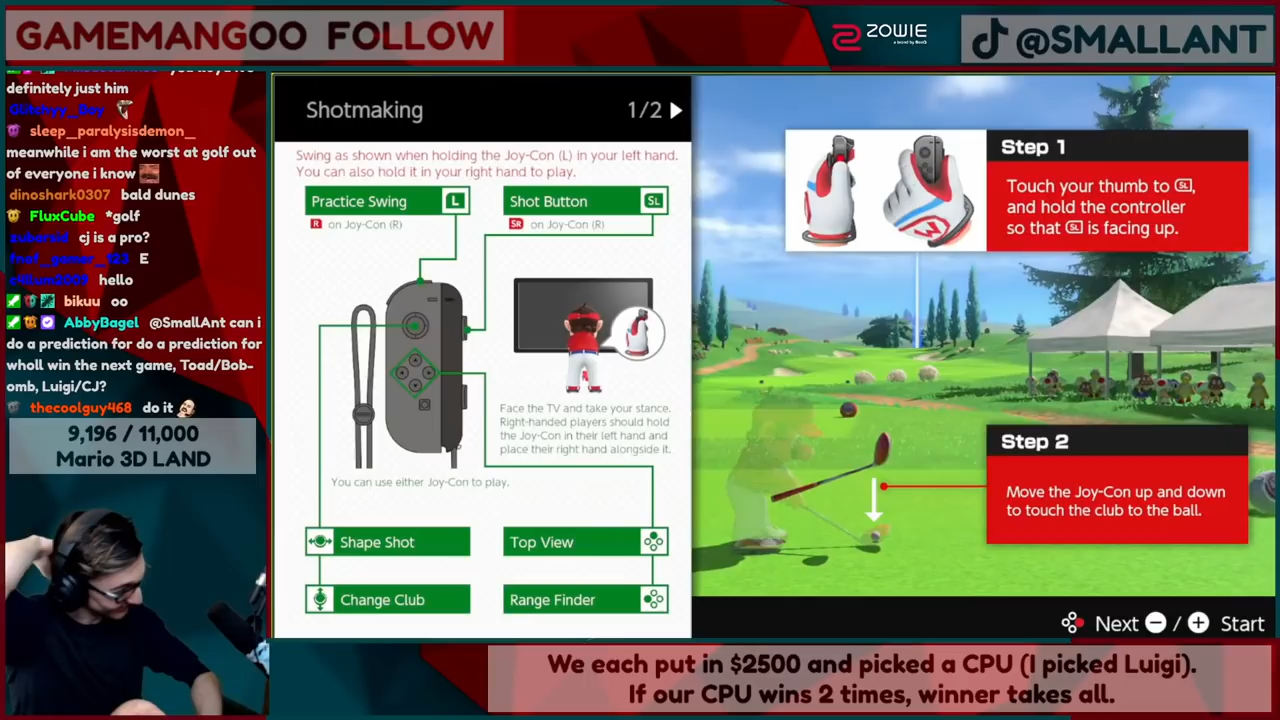 GAMEMANGOO FOLLOW
ZOWIE
@SMALLANT
definitely just him
Glitchyy_Boy
sleep_paralysisdemon_
meanwhile i am the worst at golf out
of everyone i know
dinoshark0307 bald dunes
FluxCube *golf
zuborsid cj is a pro?
fnaf_gamer_123 E
c4llum2009 hello
bikuu oo
AbbyBagel @SmallAnt can i
do a prediction for do a prediction for
wholl win the next game, Toad/Bob-
omb, Luigi/CJ?
thecoolguy468 do it
9,196 / 11,000
Mario 3D LAND
Shotmaking 1/2
Swing as shown when holding the Joy-Con (L) in your left hand.
You can also hold it in your right hand to play.
Practice Swing L
R on Joy-Con (R)
Shot Button SL
SR on Joy-Con (R)
Face the TV and take your stance.
Right-handed players should hold
the Joy-Con in their left hand and
place their right hand alongside it.
You can use either Joy-Con to play.
Shape Shot
Top View
Change Club
Range Finder
Step 1
Touch your thumb to SL,
and hold the controller
so that SL is facing up.
Step 2
Move the Joy-Con up and down
to touch the club to the ball.
Next - / + Start
We each put in $2500 and picked a CPU (I picked Luigi).
If our CPU wins 2 times, winner takes all.